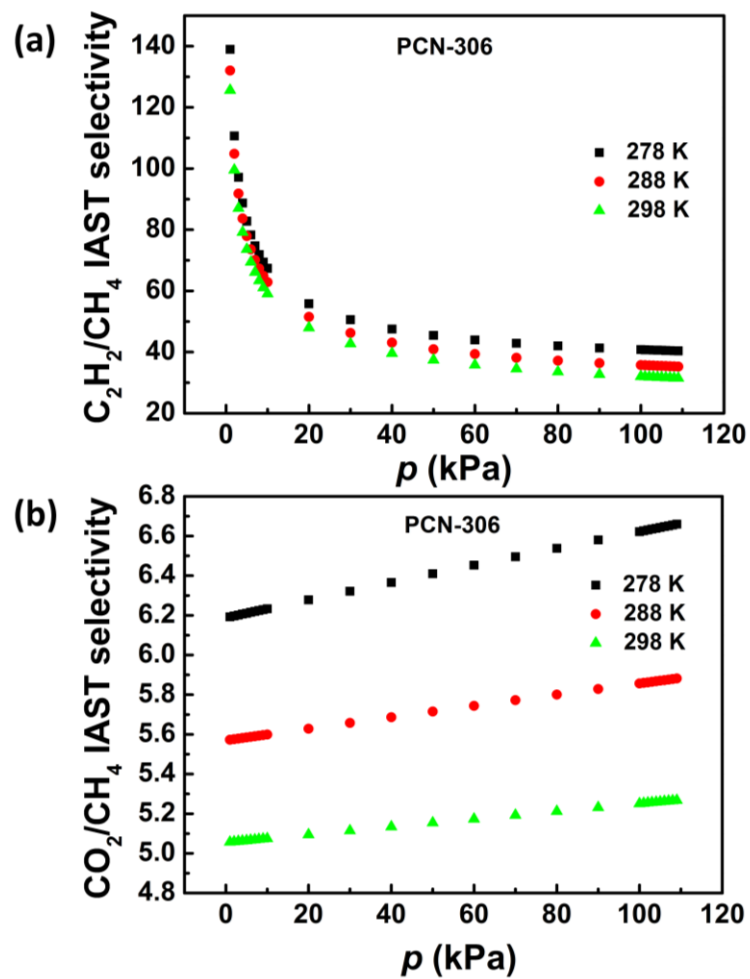 (a)
PCN-306
C₂H₂/CH₄ IAST selectivity
140
120
100
80
60
40
20
278 K
288 K
298 K
0 20 40 60 80 100 120
p (kPa)
(b)
PCN-306
CO₂/CH₄ IAST selectivity
6.8
6.6
6.4
6.2
6.0
5.8
5.6
5.4
5.2
5.0
4.8
278 K
288 K
298 K
0 20 40 60 80 100 120
p (kPa)